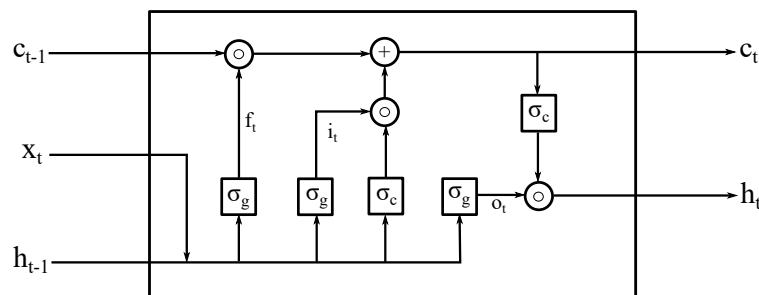 c_{t-1} c_t
f_t i_t σ_c
x_t
σ_g σ_g σ_c σ_g o_t h_t
h_{t-1}